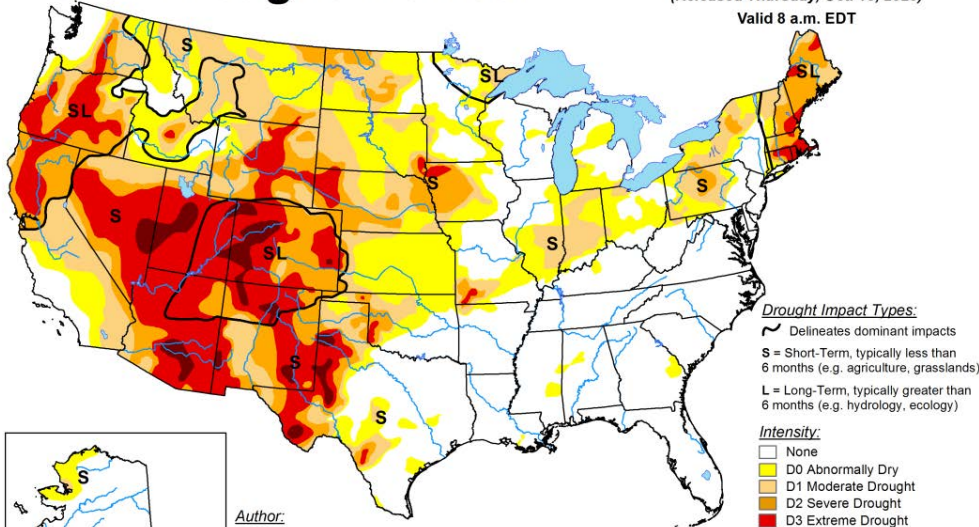 Valid 8 a.m. EDT
S
SL
SL
SL
S
S
S
S
SL
S
S
S
Drought Impact Types:
Delineates dominant impacts
S = Short-Term, typically less than
6 months (e.g. agriculture, grasslands)
L = Long-Term, typically greater than
6 months (e.g. hydrology, ecology)
Intensity:
None
D0 Abnormally Dry
D1 Moderate Drought
D2 Severe Drought
D3 Extreme Drought
S
Author: